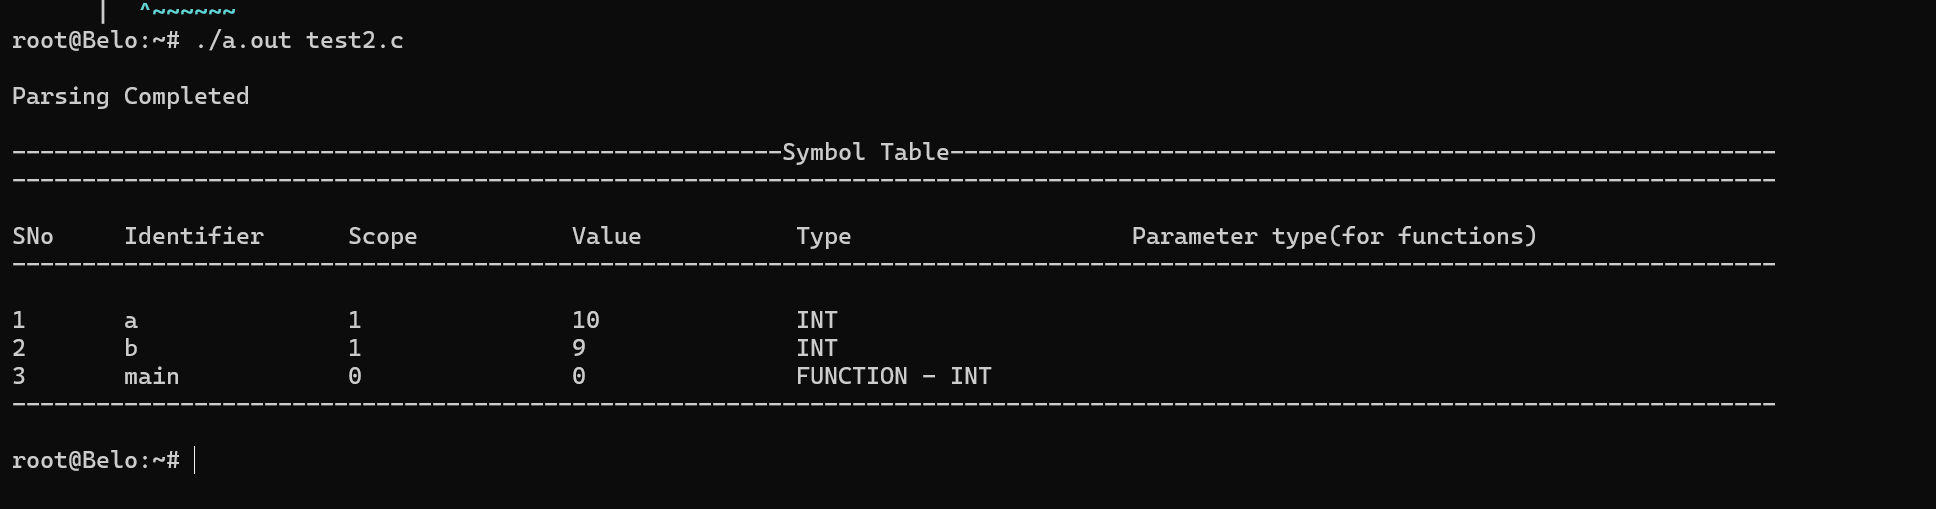 | ^~~~~~~
root@Belo:~# ./a.out test2.c
Parsing Completed
-------------------------------------------------------Symbol Table-----------------------------------------------------------
------------------------------------------------------------------------------------------------------------------------------
SNo     Identifier      Scope           Value           Type                    Parameter type(for functions)
------------------------------------------------------------------------------------------------------------------------------
1       a               1               10              INT
2       b               1               9               INT
3       main            0               0               FUNCTION - INT
------------------------------------------------------------------------------------------------------------------------------
root@Belo:~#